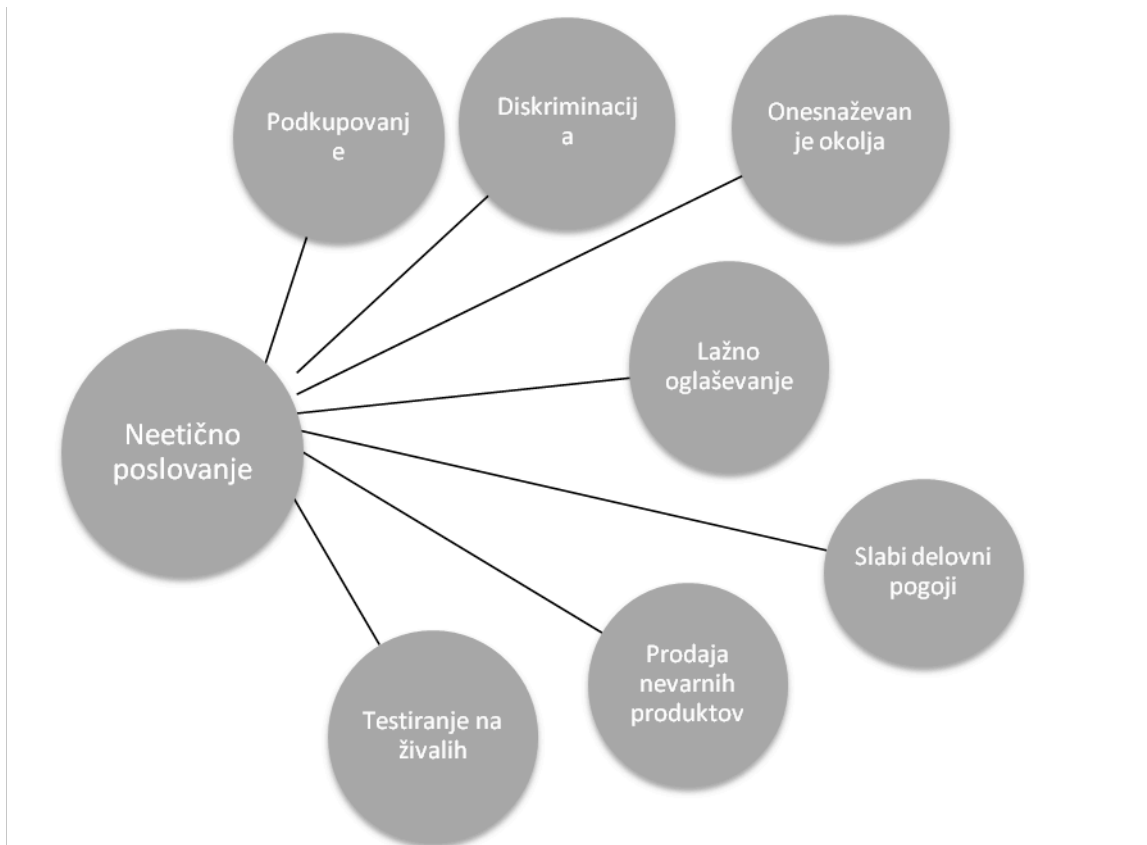 Podkupovanj
e
Diskriminacij
a
Onesnaževan
je okolja
Lažno
oglaševanje
Neetično
poslovanje
Slabi delovni
pogoji
Prodaja
nevarnih
produktov
Testiranje na
živalih